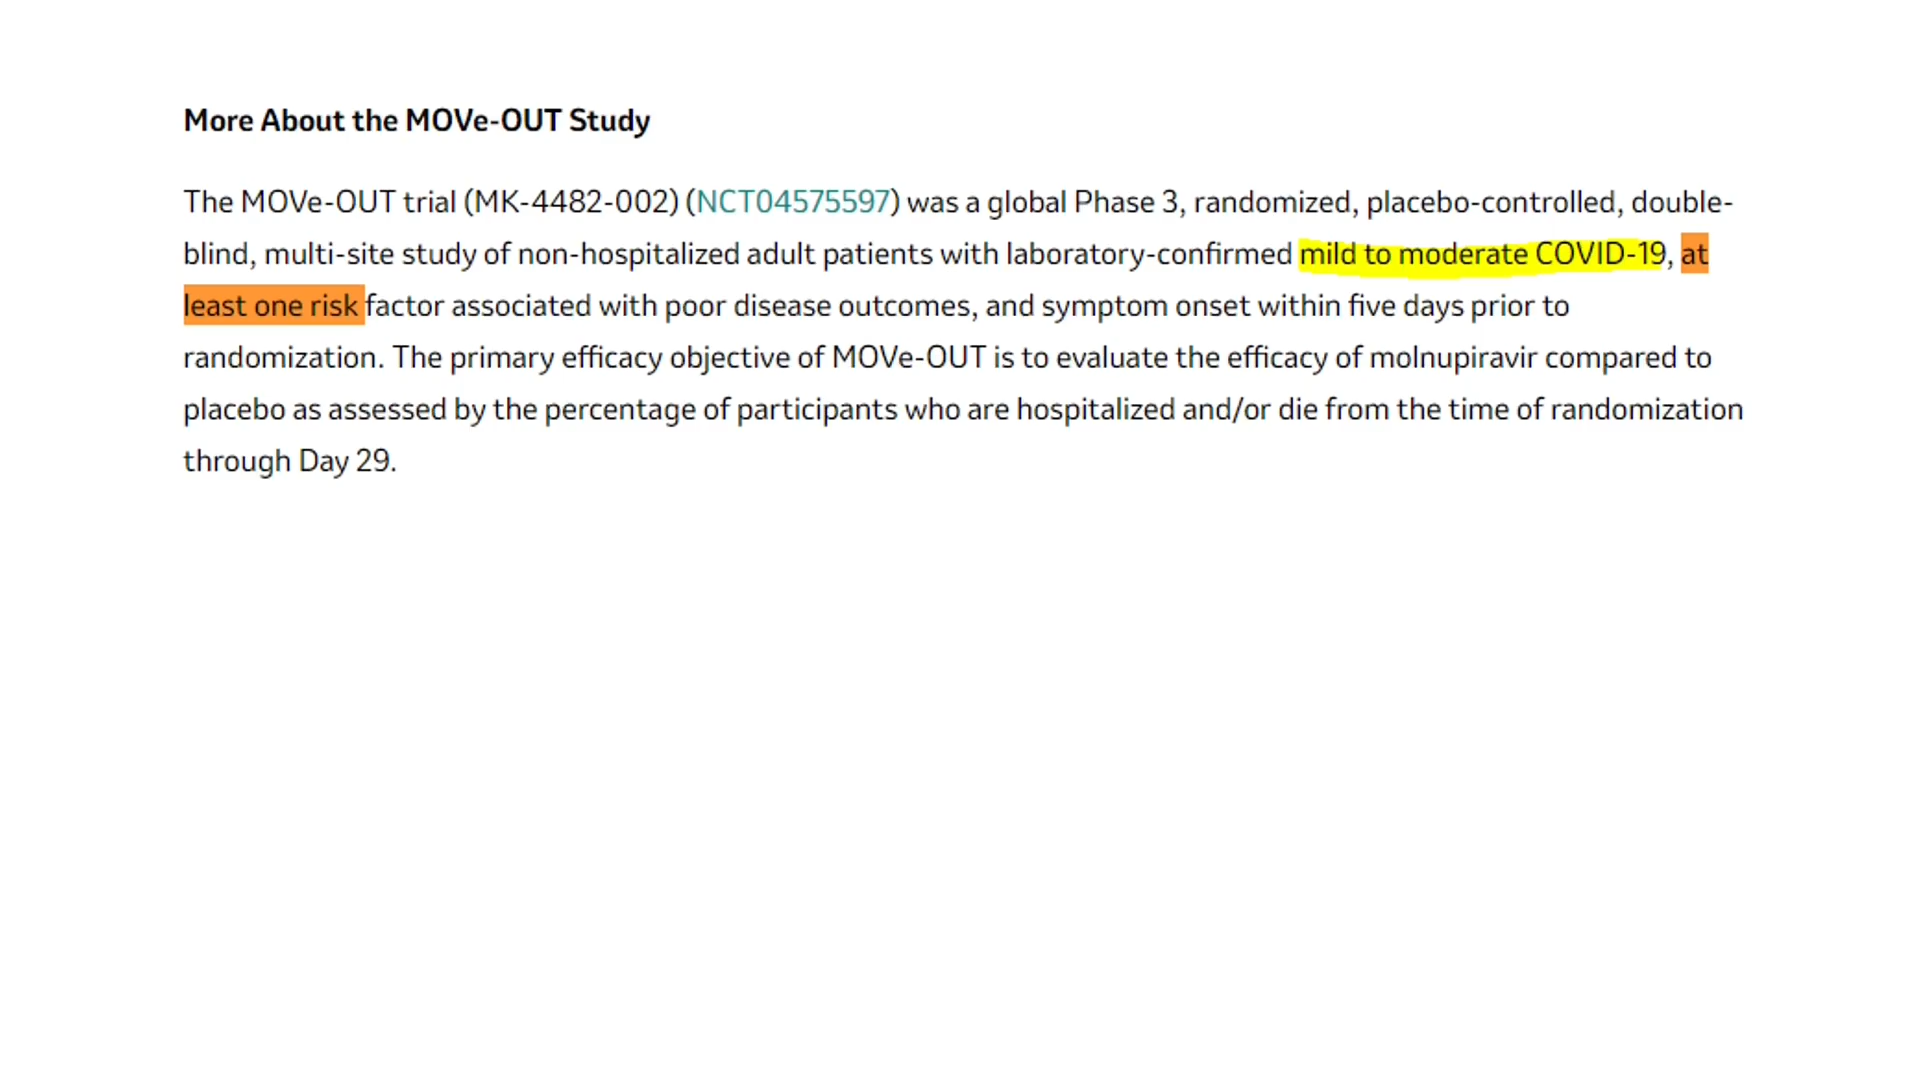 More About the MOVe-OUT Study
The MOVe-OUT trial (MK-4482-002) (NCT04575597) was a global Phase 3, randomized, placebo-controlled, double-
blind, multi-site study of non-hospitalized adult patients with laboratory-confirmed mild to moderate COVID-19, at
least one risk factor associated with poor disease outcomes, and symptom onset within five days prior to
randomization. The primary efficacy objective of MOVe-OUT is to evaluate the efficacy of molnupiravir compared to
placebo as assessed by the percentage of participants who are hospitalized and/or die from the time of randomization
through Day 29.